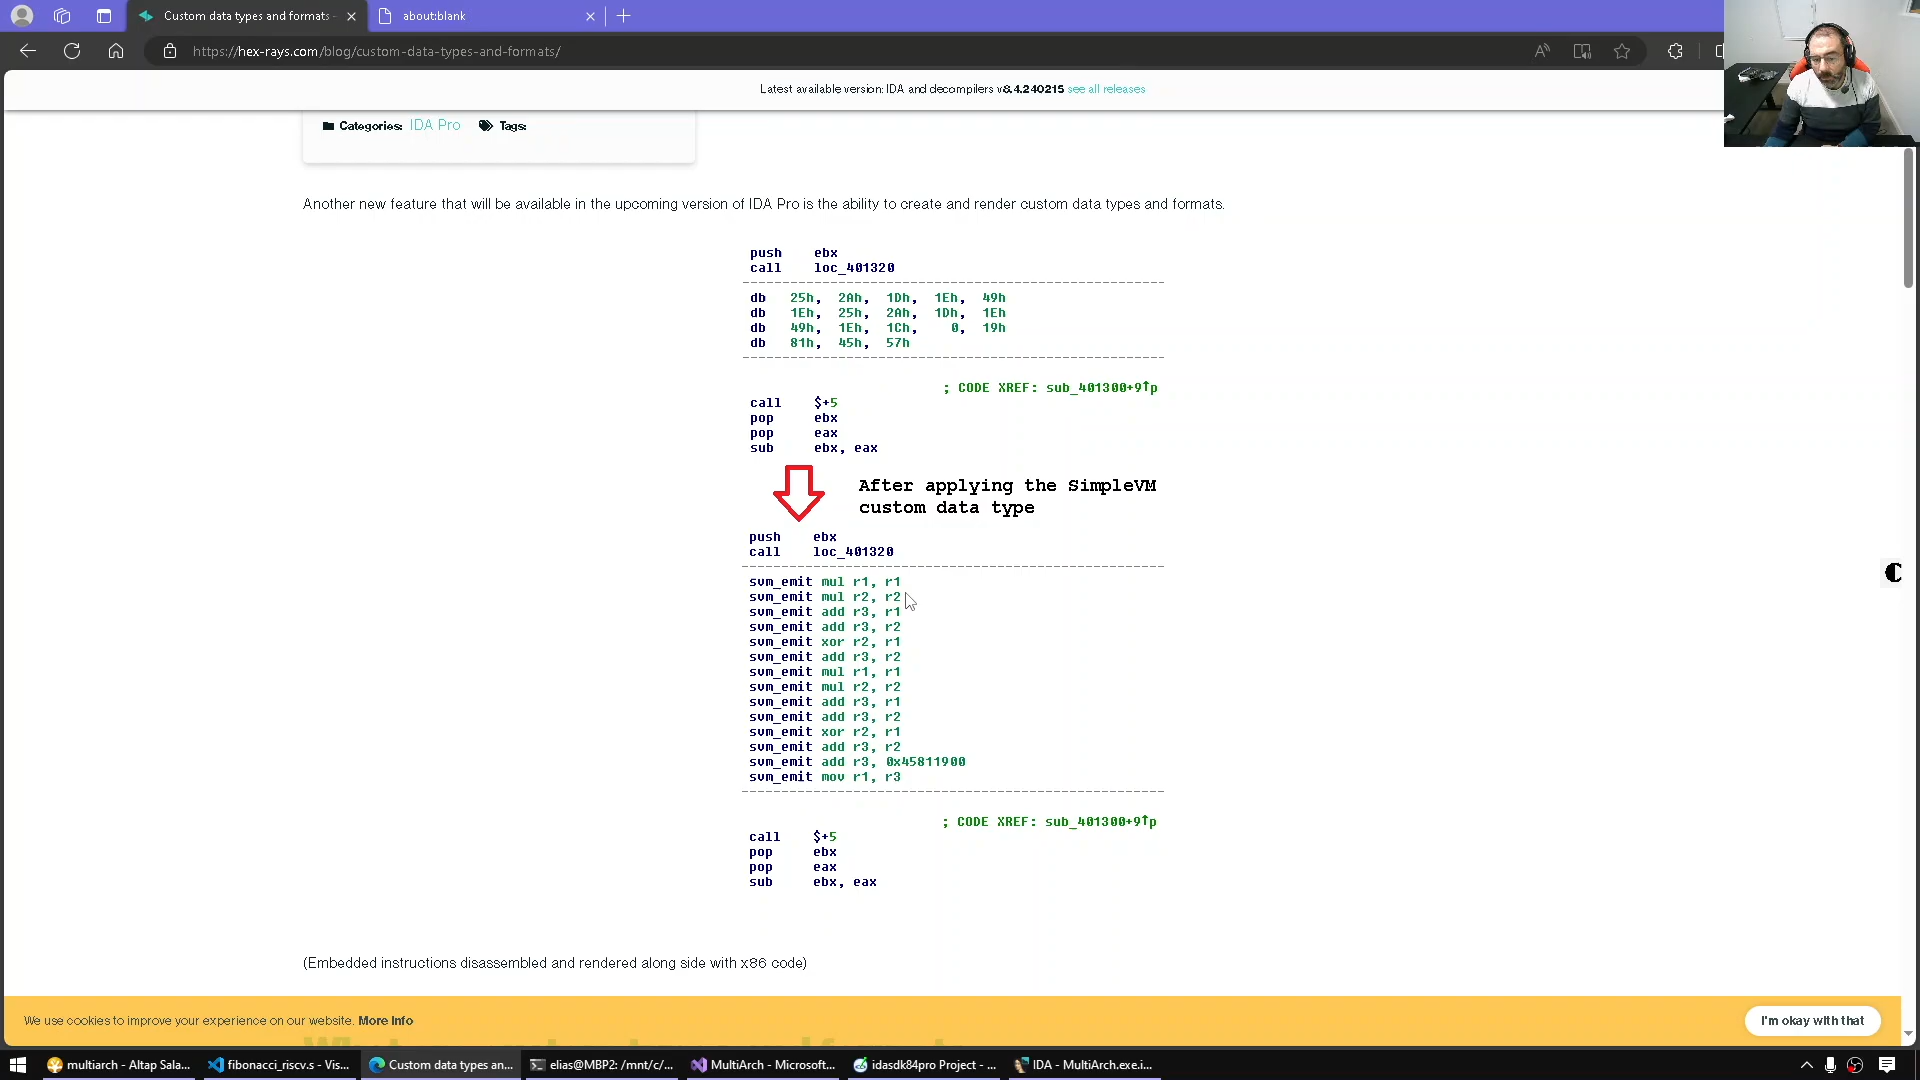 Custom data types and formats -
about:blank
https://hex-rays.com/blog/custom-data-types-and-formats/
Latest available version: IDA and decompilers v8.4.240215 see all releases
Categories: IDA Pro Tags:
Another new feature that will be available in the upcoming version of IDA Pro is the ability to create and render custom data types and formats.
push ebx
call loc_401320
db 25h, 2Ah, 1Dh, 1Eh, 49h
db 1Eh, 25h, 2Ah, 1Dh, 1Eh
db 49h, 1Eh, 1Ch, 0, 19h
db 81h, 45h, 57h
; CODE XREF: sub_401300+9↑p
call $+5
pop ebx
pop eax
sub ebx, eax
After applying the SimpleVM
custom data type
push ebx
call loc_401320
svm_emit mul r1, r1
svm_emit mul r2, r2
svm_emit add r3, r1
svm_emit add r3, r2
svm_emit xor r2, r1
svm_emit add r3, r2
svm_emit mul r1, r1
svm_emit mul r2, r2
svm_emit add r3, r1
svm_emit add r3, r2
svm_emit xor r2, r1
svm_emit add r3, r2
svm_emit add r3, 0x45811900
svm_emit mov r1, r3
; CODE XREF: sub_401300+9↑p
call $+5
pop ebx
pop eax
sub ebx, eax
(Embedded instructions disassembled and rendered along side with x86 code)
We use cookies to improve your experience on our website. More Info
I'm okay with that
multiarch - Altap Sala...
fibonacci_riscv.s - Vis...
Custom data types an...
elias@MBP2: /mnt/c/...
MultiArch - Microsoft...
idasdk84pro Project - ...
IDA - MultiArch.exe.i...